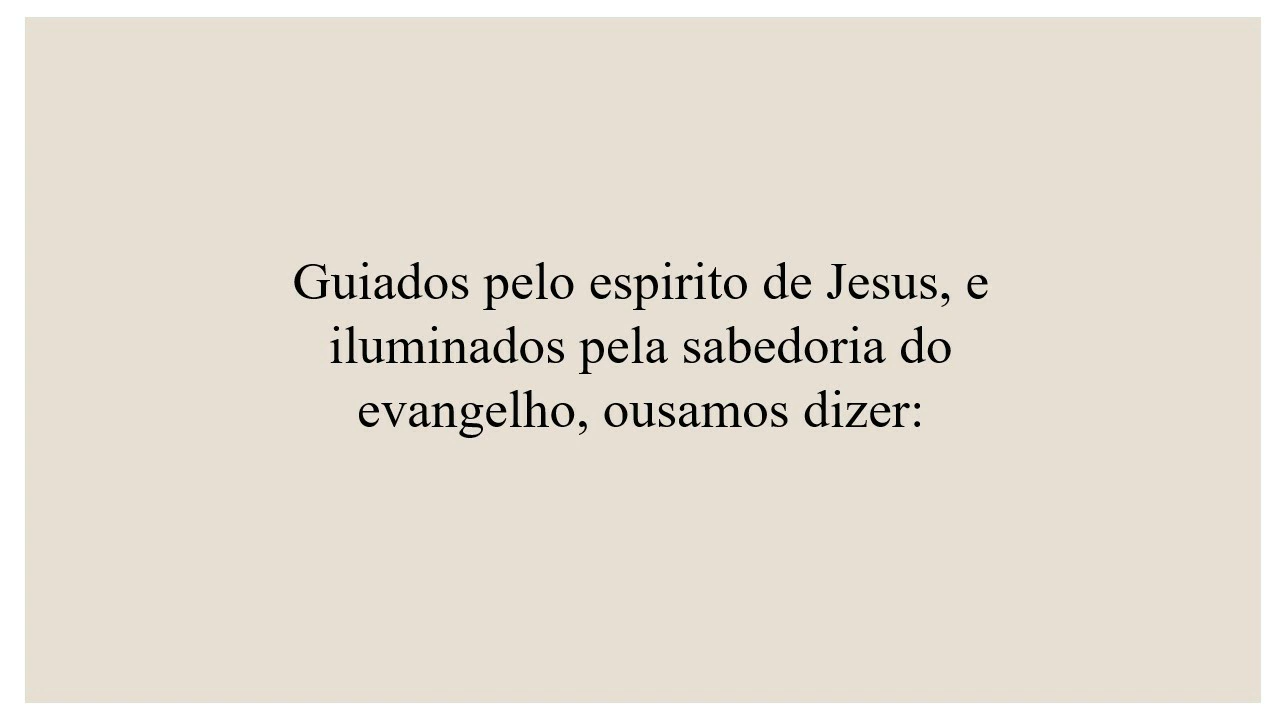 Guiados pelo espirito de Jesus, e
iluminados pela sabedoria do
evangelho, ousamos dizer: